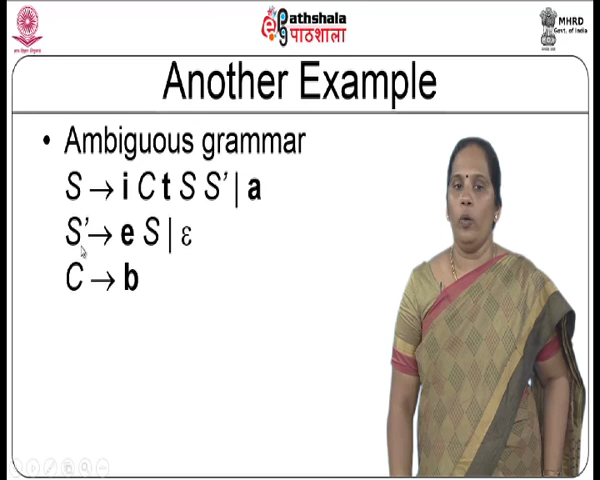 Pathshala
पाठशाला
MHRD
Govt. of India
Another Example
• Ambiguous grammar
S → i C t S S' | a
S' → e S | ε
C → b